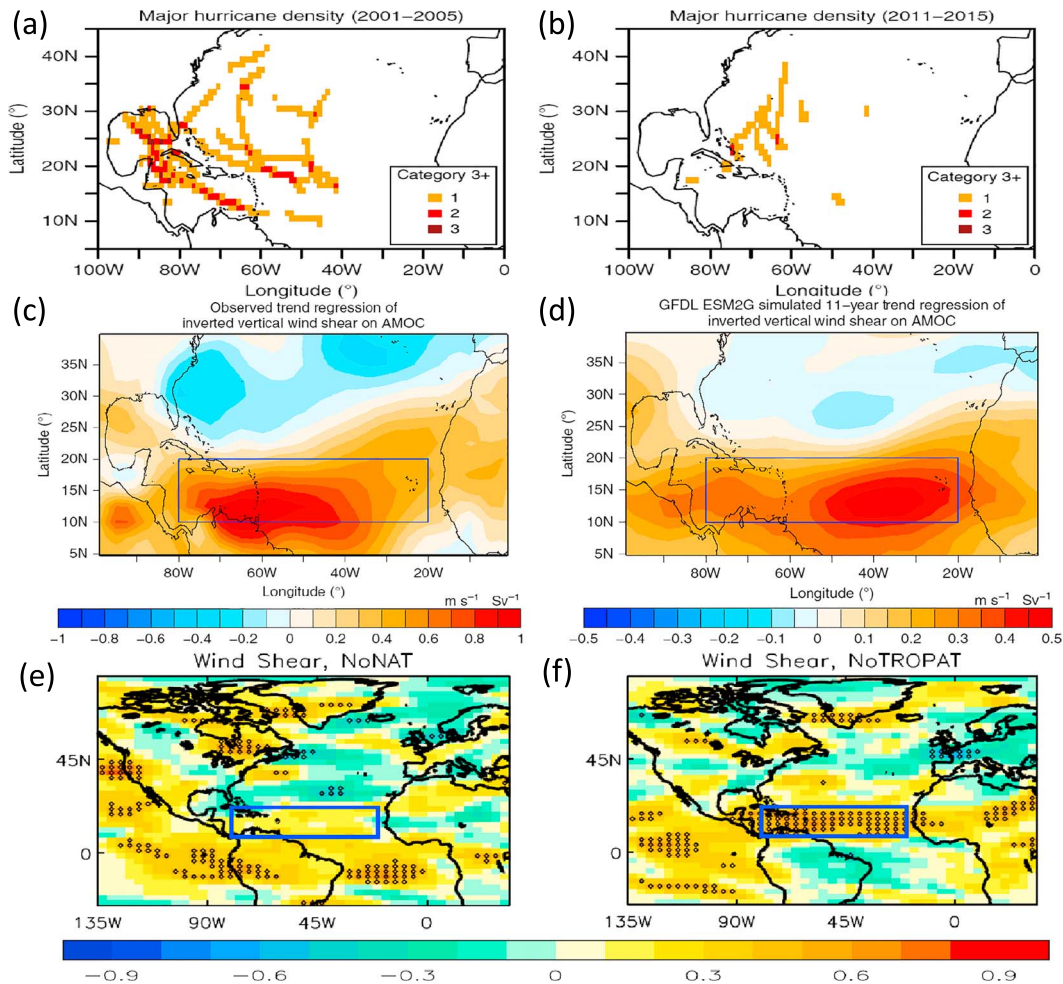 (a)
Major hurricane density (2001–2005)
40N
30N
20N
10N
Latitude (°)
Category 3+
1
2
3
100W 80W 60W 40W 20W 0
Longitude (°)
(b)
Major hurricane density (2011–2015)
40N
30N
20N
10N
Latitude (°)
Category 3+
1
2
3
100W 80W 60W 40W 20W 0
Longitude (°)
(c)
Observed trend regression of
inverted vertical wind shear on AMOC
35N
30N
25N
20N
15N
10N
5N
Latitude (°)
80W 60W 40W 20W
Longitude (°)
m s⁻¹ Sv⁻¹
−1 −0.8 −0.6 −0.4 −0.2 0 0.2 0.4 0.6 0.8 1
(d)
GFDL ESM2G simulated 11−year trend regression of
inverted vertical wind shear on AMOC
35N
30N
25N
20N
15N
10N
5N
Latitude (°)
80W 60W 40W 20W
Longitude (°)
m s⁻¹ Sv⁻¹
−0.5 −0.4 −0.3 −0.2 −0.1 0 0.1 0.2 0.3 0.4 0.5
(e)
Wind Shear, NoNAT
45N
0
135W 90W 45W 0
(f)
Wind Shear, NoTROPAT
45N
0
135W 90W 45W 0
−0.9 −0.6 −0.3 0 0.3 0.6 0.9